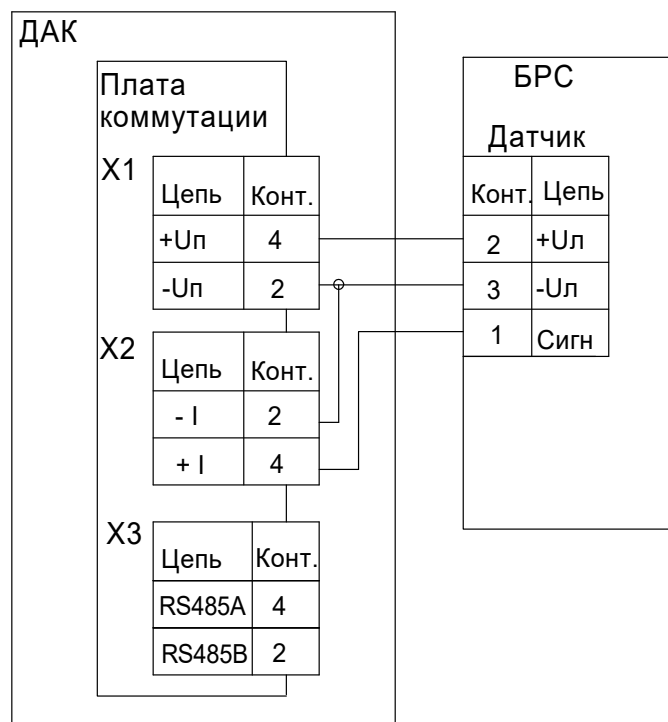 ДАК
Плата
коммутации
X1
Цепь Конт.
+Uп 4
-Uп 2
X2
Цепь Конт.
- I 2
+ I 4
X3
Цепь Конт.
RS485A 4
RS485B 2
БРС
Датчик
Конт. Цепь
2 +Uл
3 -Uл
1 Сигн